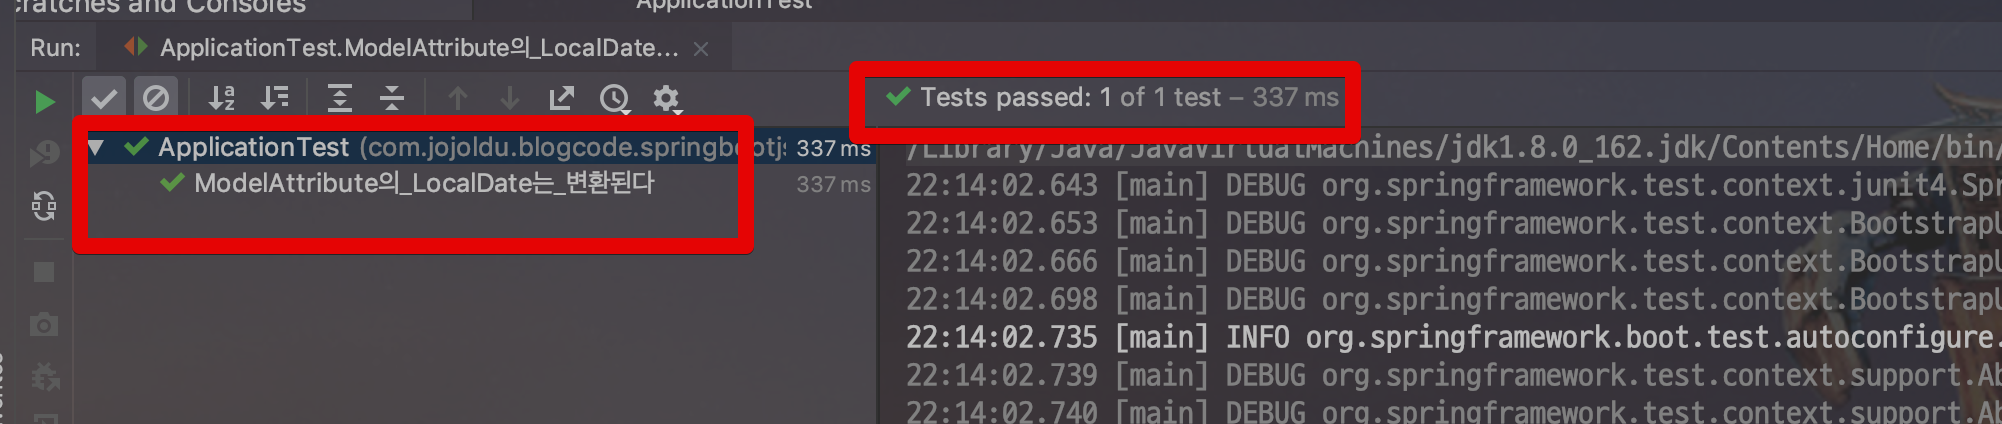 Scratches and Consoles
ApplicationTest
Run: ApplicationTest.ModelAttribute의_LocalDate...
Tests passed: 1 of 1 test – 337 ms
ApplicationTest (com.jojoldu.blogcode.springbootjs 337 ms
ModelAttribute의_LocalDate는_변환된다 337 ms
/Library/Java/JavaVirtualMachines/jdk1.8.0_162.jdk/Contents/Home/bin/
22:14:02.643 [main] DEBUG org.springframework.test.context.junit4.Spr
22:14:02.653 [main] DEBUG org.springframework.test.context.BootstrapU
22:14:02.666 [main] DEBUG org.springframework.test.context.BootstrapU
22:14:02.698 [main] DEBUG org.springframework.test.context.BootstrapU
22:14:02.735 [main] INFO org.springframework.boot.test.autoconfigure.
22:14:02.739 [main] DEBUG org.springframework.test.context.support.Ab
22:14:02.740 [main] DEBUG org.springframework.test.context.support.Ab